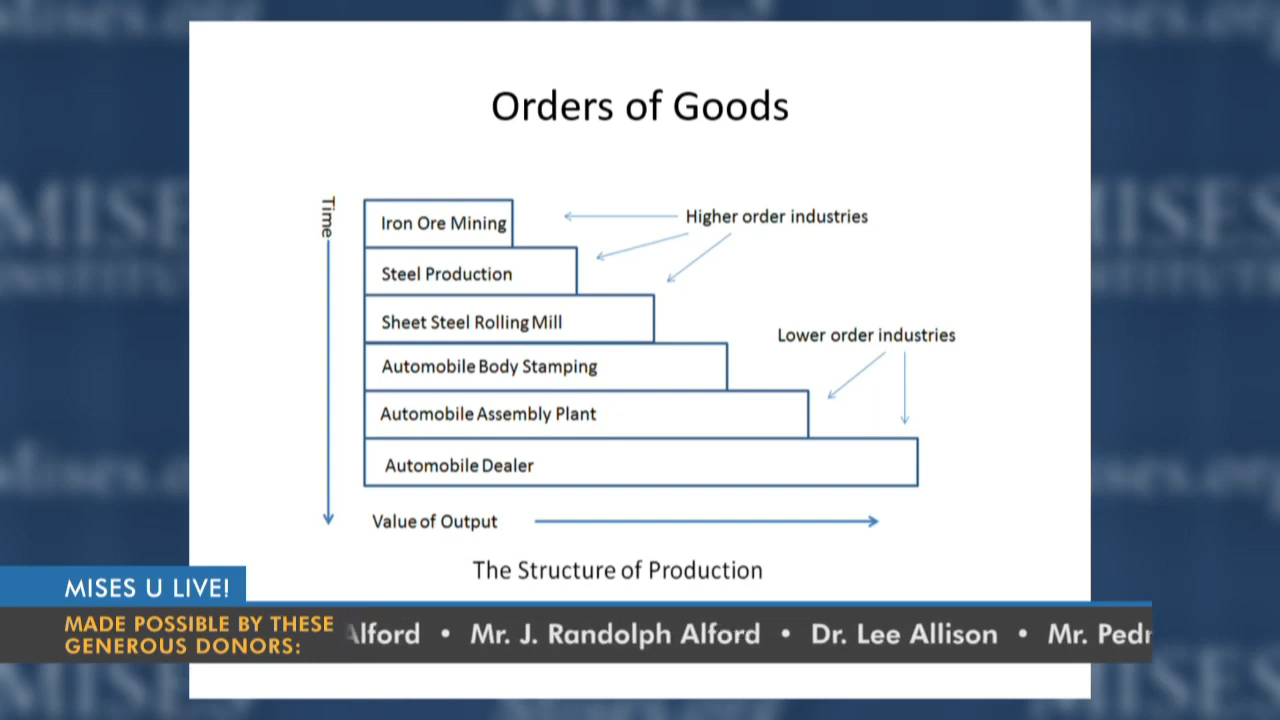 Orders of Goods
Time
Iron Ore Mining
Higher order industries
Steel Production
Sheet Steel Rolling Mill
Lower order industries
Automobile Body Stamping
Automobile Assembly Plant
Automobile Dealer
Value of Output
The Structure of Production
MISES U LIVE!
MADE POSSIBLE BY THESE
GENEROUS DONORS:
Alford • Mr. J. Randolph Alford • Dr. Lee Allison • Mr.